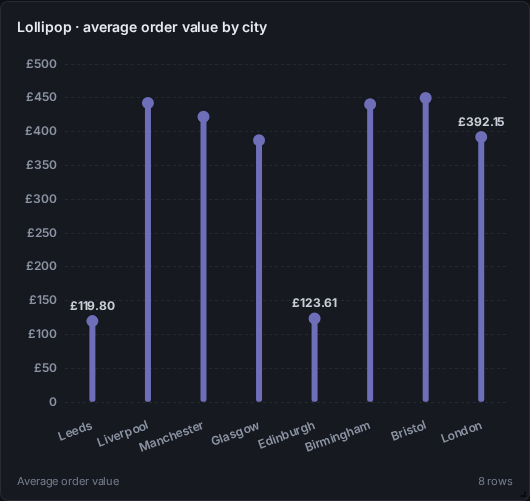 Lollipop · average order value by city
£500
£450
£400
£350
£300
£250
£200
£150
£100
£50
0
£119.80
£123.61
£392.15
Leeds
Liverpool
Manchester
Glasgow
Edinburgh
Birmingham
Bristol
London
Average order value
8 rows